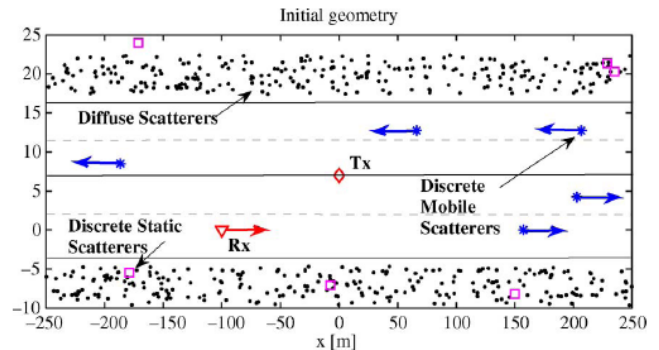 Initial geometry
25
20
15
10
5
0
−5
−10
Diffuse Scatterers
Tx
Discrete
Mobile
Scatterers
Discrete Static
Scatterers
Rx
−250 −200 −150 −100 −50 0 50 100 150 200 250
x [m]